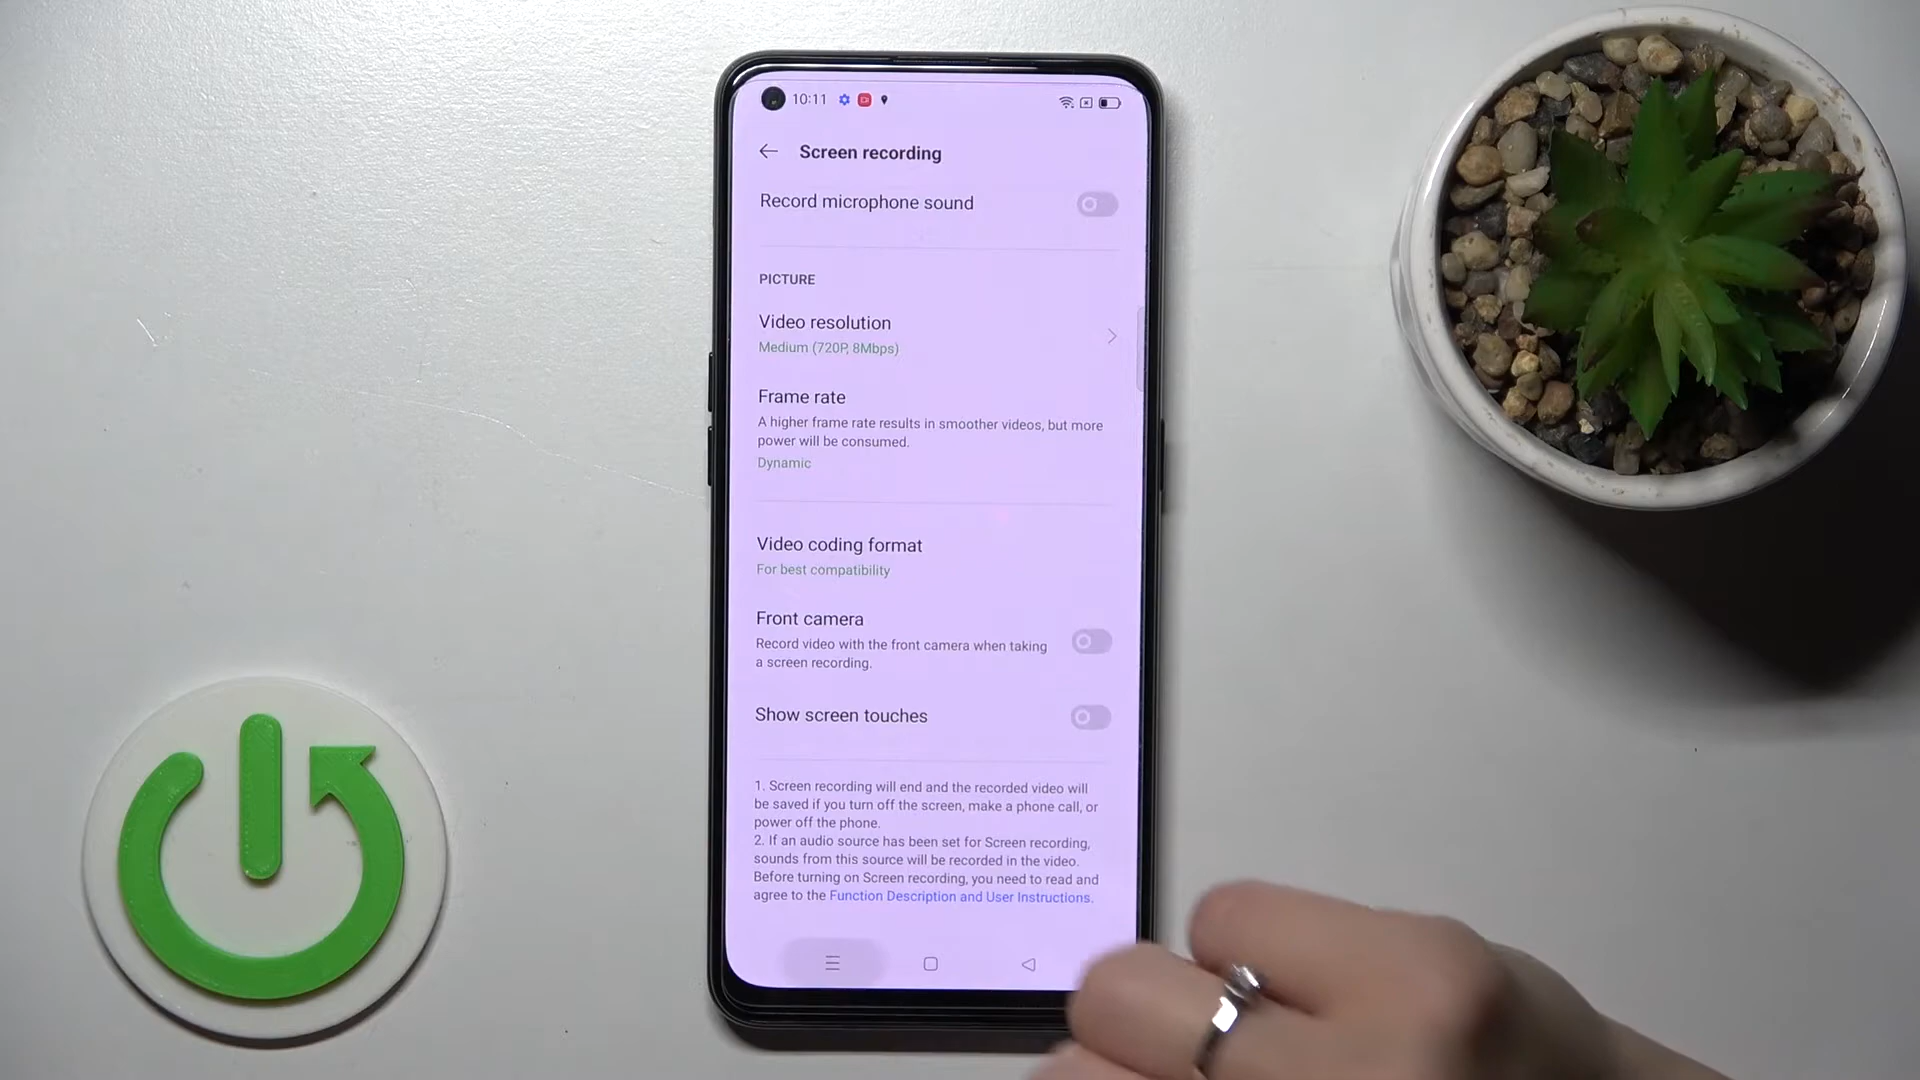 10:11
Screen recording
Record microphone sound
PICTURE
Video resolution
Medium (720P, 8Mbps)
Frame rate
A higher frame rate results in smoother videos, but more
power will be consumed.
Dynamic
Video coding format
For best compatibility
Front camera
Record video with the front camera when taking
a screen recording.
Show screen touches
1. Screen recording will end and the recorded video will
be saved if you turn off the screen, make a phone call, or
power off the phone.
2. If an audio source has been set for Screen recording,
sounds from this source will be recorded in the video.
Before turning on Screen recording, you need to read and
agree to the Function Description and User Instructions.